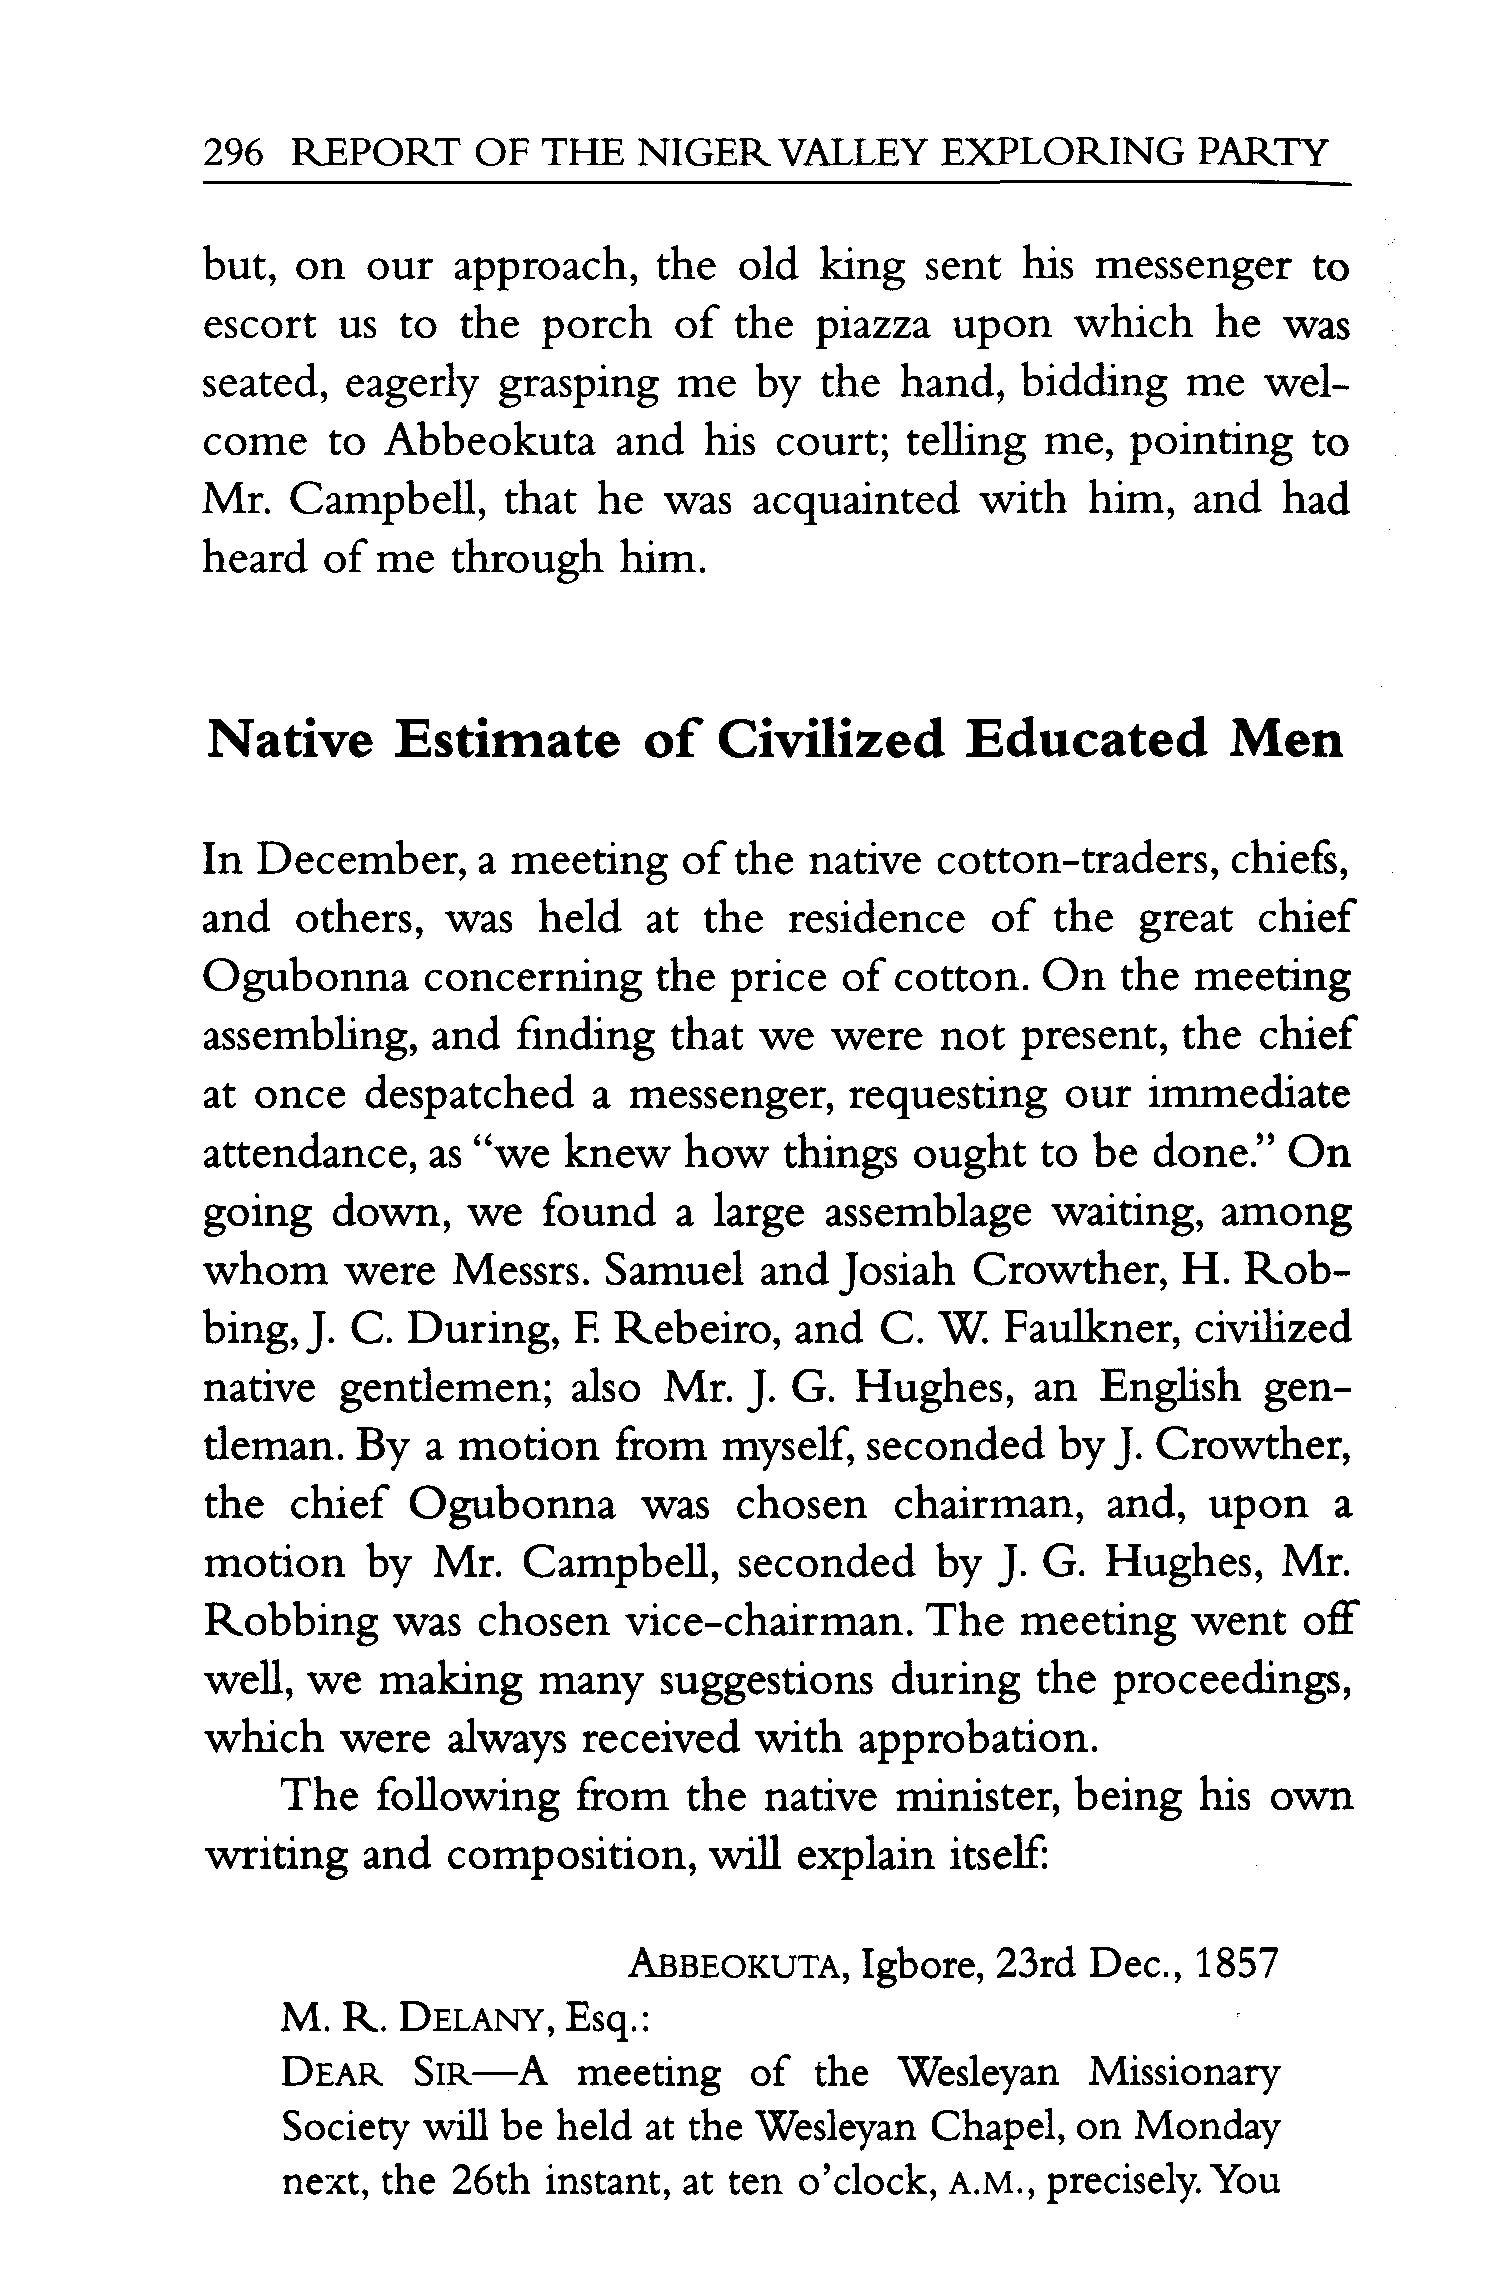 296 REPORT OF THE NIGER VALLEY EXPLORING PARTY
but, on our approach, the old king sent his messenger to
escort us to the porch of the piazza upon which he was
seated, eagerly grasping me by the hand, bidding me wel-
come to Abbeokuta and his court; telling me, pointing to
Mr. Campbell, that he was acquainted with him, and had
heard of me through him.
Native Estimate of Civilized Educated Men
In December, a meeting of the native cotton-traders, chiefs,
and others, was held at the residence of the great chief
Ogubonna concerning the price of cotton. On the meeting
assembling, and finding that we were not present, the chief
at once despatched a messenger, requesting our immediate
attendance, as “we knew how things ought to be done.” On
going down, we found a large assemblage waiting, among
whom were Messrs. Samuel and Josiah Crowther, H. Rob-
bing, J. C. During, F. Rebeiro, and C. W. Faulkner, civilized
native gentlemen; also Mr. J. G. Hughes, an English gen-
tleman. By a motion from myself, seconded by J. Crowther,
the chief Ogubonna was chosen chairman, and, upon a
motion by Mr. Campbell, seconded by J. G. Hughes, Mr.
Robbing was chosen vice-chairman. The meeting went off
well, we making many suggestions during the proceedings,
which were always received with approbation.
The following from the native minister, being his own
writing and composition, will explain itself:
ABBEOKUTA, Igbore, 23rd Dec., 1857
M. R. DELANY, Esq.:
DEAR SIR—A meeting of the Wesleyan Missionary
Society will be held at the Wesleyan Chapel, on Monday
next, the 26th instant, at ten o’clock, A.M., precisely. You